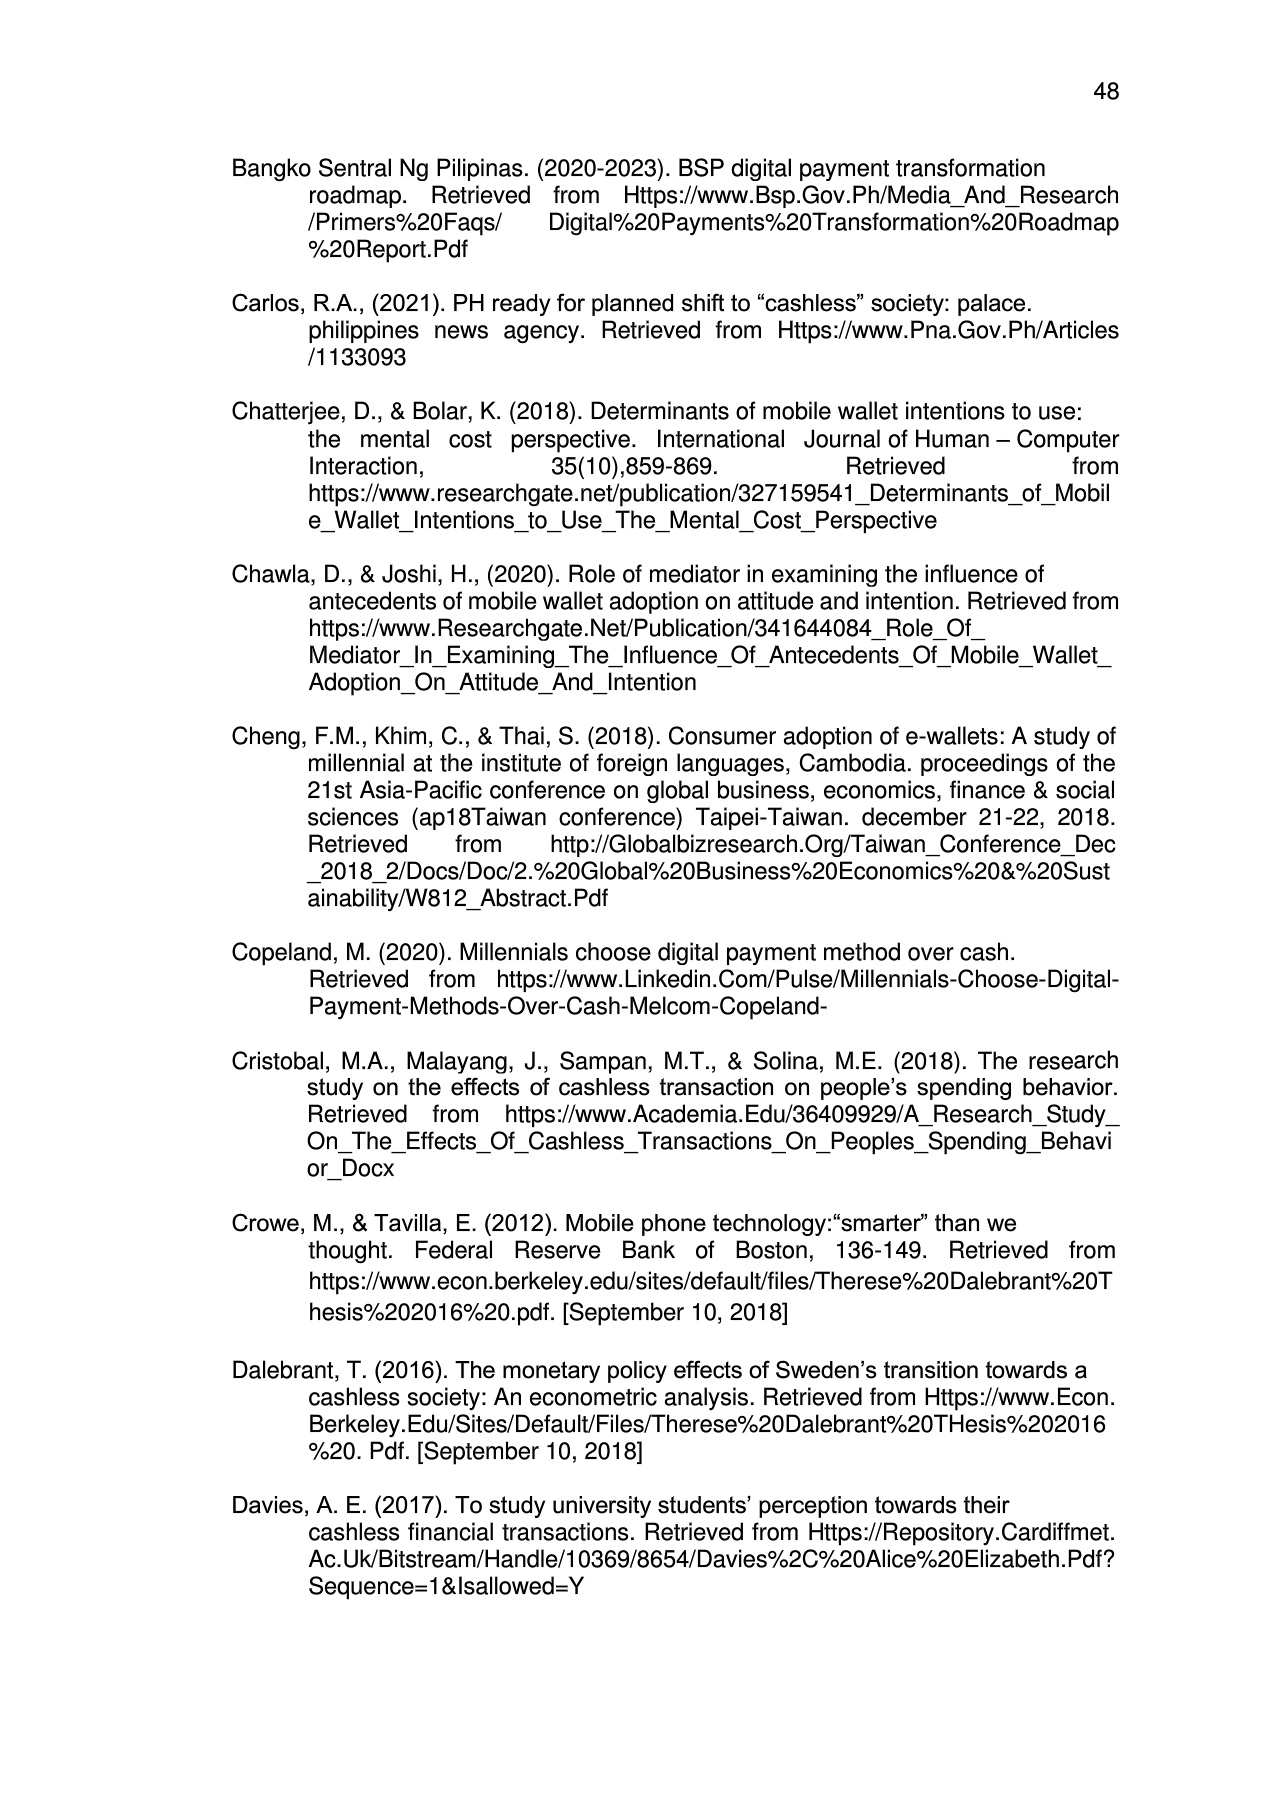 48
Bangko Sentral Ng Pilipinas. (2020-2023). BSP digital payment transformation
roadmap. Retrieved from Https://www.Bsp.Gov.Ph/Media_And_Research
/Primers%20Faqs/ Digital%20Payments%20Transformation%20Roadmap
%20Report.Pdf
Carlos, R.A., (2021). PH ready for planned shift to “cashless” society: palace.
philippines news agency. Retrieved from Https://www.Pna.Gov.Ph/Articles
/1133093
Chatterjee, D., & Bolar, K. (2018). Determinants of mobile wallet intentions to use:
the mental cost perspective. International Journal of Human – Computer
Interaction, 35(10),859-869. Retrieved from
https://www.researchgate.net/publication/327159541_Determinants_of_Mobil
e_Wallet_Intentions_to_Use_The_Mental_Cost_Perspective
Chawla, D., & Joshi, H., (2020). Role of mediator in examining the influence of
antecedents of mobile wallet adoption on attitude and intention. Retrieved from
https://www.Researchgate.Net/Publication/341644084_Role_Of_
Mediator_In_Examining_The_Influence_Of_Antecedents_Of_Mobile_Wallet_
Adoption_On_Attitude_And_Intention
Cheng, F.M., Khim, C., & Thai, S. (2018). Consumer adoption of e-wallets: A study of
millennial at the institute of foreign languages, Cambodia. proceedings of the
21st Asia-Pacific conference on global business, economics, finance & social
sciences (ap18Taiwan conference) Taipei-Taiwan. december 21-22, 2018.
Retrieved from http://Globalbizresearch.Org/Taiwan_Conference_Dec
_2018_2/Docs/Doc/2.%20Global%20Business%20Economics%20&%20Sust
ainability/W812_Abstract.Pdf
Copeland, M. (2020). Millennials choose digital payment method over cash.
Retrieved from https://www.Linkedin.Com/Pulse/Millennials-Choose-Digital-
Payment-Methods-Over-Cash-Melcom-Copeland-
Cristobal, M.A., Malayang, J., Sampan, M.T., & Solina, M.E. (2018). The research
study on the effects of cashless transaction on people’s spending behavior.
Retrieved from https://www.Academia.Edu/36409929/A_Research_Study_
On_The_Effects_Of_Cashless_Transactions_On_Peoples_Spending_Behavi
or_Docx
Crowe, M., & Tavilla, E. (2012). Mobile phone technology:“smarter” than we
thought. Federal Reserve Bank of Boston, 136-149. Retrieved from
https://www.econ.berkeley.edu/sites/default/files/Therese%20Dalebrant%20T
hesis%202016%20.pdf. [September 10, 2018]
Dalebrant, T. (2016). The monetary policy effects of Sweden’s transition towards a
cashless society: An econometric analysis. Retrieved from Https://www.Econ.
Berkeley.Edu/Sites/Default/Files/Therese%20Dalebrant%20THesis%202016
%20. Pdf. [September 10, 2018]
Davies, A. E. (2017). To study university students’ perception towards their
cashless financial transactions. Retrieved from Https://Repository.Cardiffmet.
Ac.Uk/Bitstream/Handle/10369/8654/Davies%2C%20Alice%20Elizabeth.Pdf?
Sequence=1&Isallowed=Y